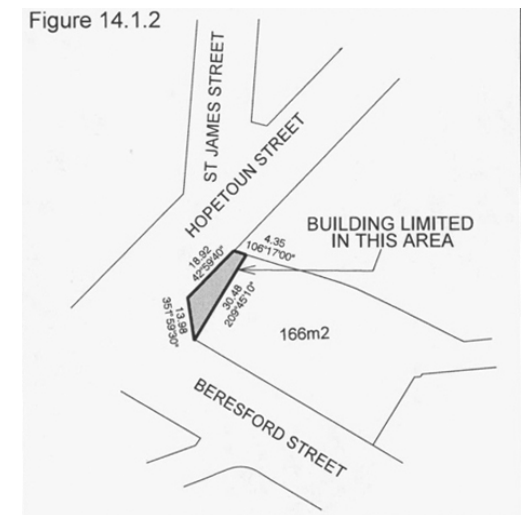 Figure 14.1.2
ST JAMES STREET
HOPETOUN STREET
BUILDING LIMITED
IN THIS AREA
4.35
106°17'00"
18.92
42°59'40"
30.48
209°45'10"
13.98
351°59'30"
166m2
BERESFORD STREET